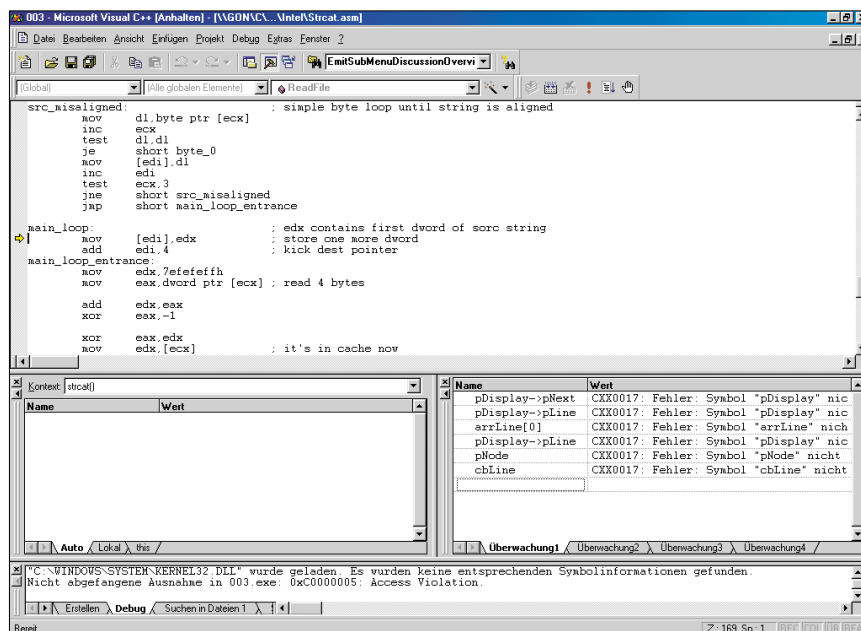 003 - Microsoft Visual C++ [Anhalten] - [\\GON\C\...\Intel\Strcat.asm]
Datei Bearbeiten Ansicht Einfügen Projekt Debug Extras Fenster ?
EmitSubMenuDiscussionOvervi
(Global) (Alle globalen Elemente) ReadFile
src_misaligned: ; simple byte loop until string is aligned
mov dl,byte ptr [ecx]
inc ecx
test dl,dl
je short byte_0
mov [edi],dl
inc edi
test ecx,3
jne short src_misaligned
jmp short main_loop_entrance
main_loop: ; edx contains first dword of sorc string
mov [edi],edx ; store one more dword
add edi,4 ; kick dest pointer
main_loop_entrance:
mov edx,7efefeffh
mov eax,dword ptr [ecx] ; read 4 bytes
add edx,eax
xor eax,-1
xor eax,edx
mov edx,[ecx] ; it's in cache now
Kontext: strcat()
Name Wert
Auto Lokal this
Name Wert
pDisplay->pNext CXX0017: Fehler: Symbol "pDisplay" nic
pDisplay->pLine CXX0017: Fehler: Symbol "pDisplay" nic
arrLine[0] CXX0017: Fehler: Symbol "arrLine" nich
pDisplay->pLine CXX0017: Fehler: Symbol "pDisplay" nic
pNode CXX0017: Fehler: Symbol "pNode" nicht
cbLine CXX0017: Fehler: Symbol "cbLine" nicht
Überwachung1 Überwachung2 Überwachung3 Überwachung4
"C:\WINDOWS\SYSTEM\KERNEL32.DLL" wurde geladen. Es wurden keine entsprechenden Symbolinformationen gefunden.
Nicht abgefangene Ausnahme in 003.exe: 0xC0000005: Access Violation.
Erstellen Debug Suchen in Dateien 1
Bereit Z:169, Sp:1 REC COL ÜB